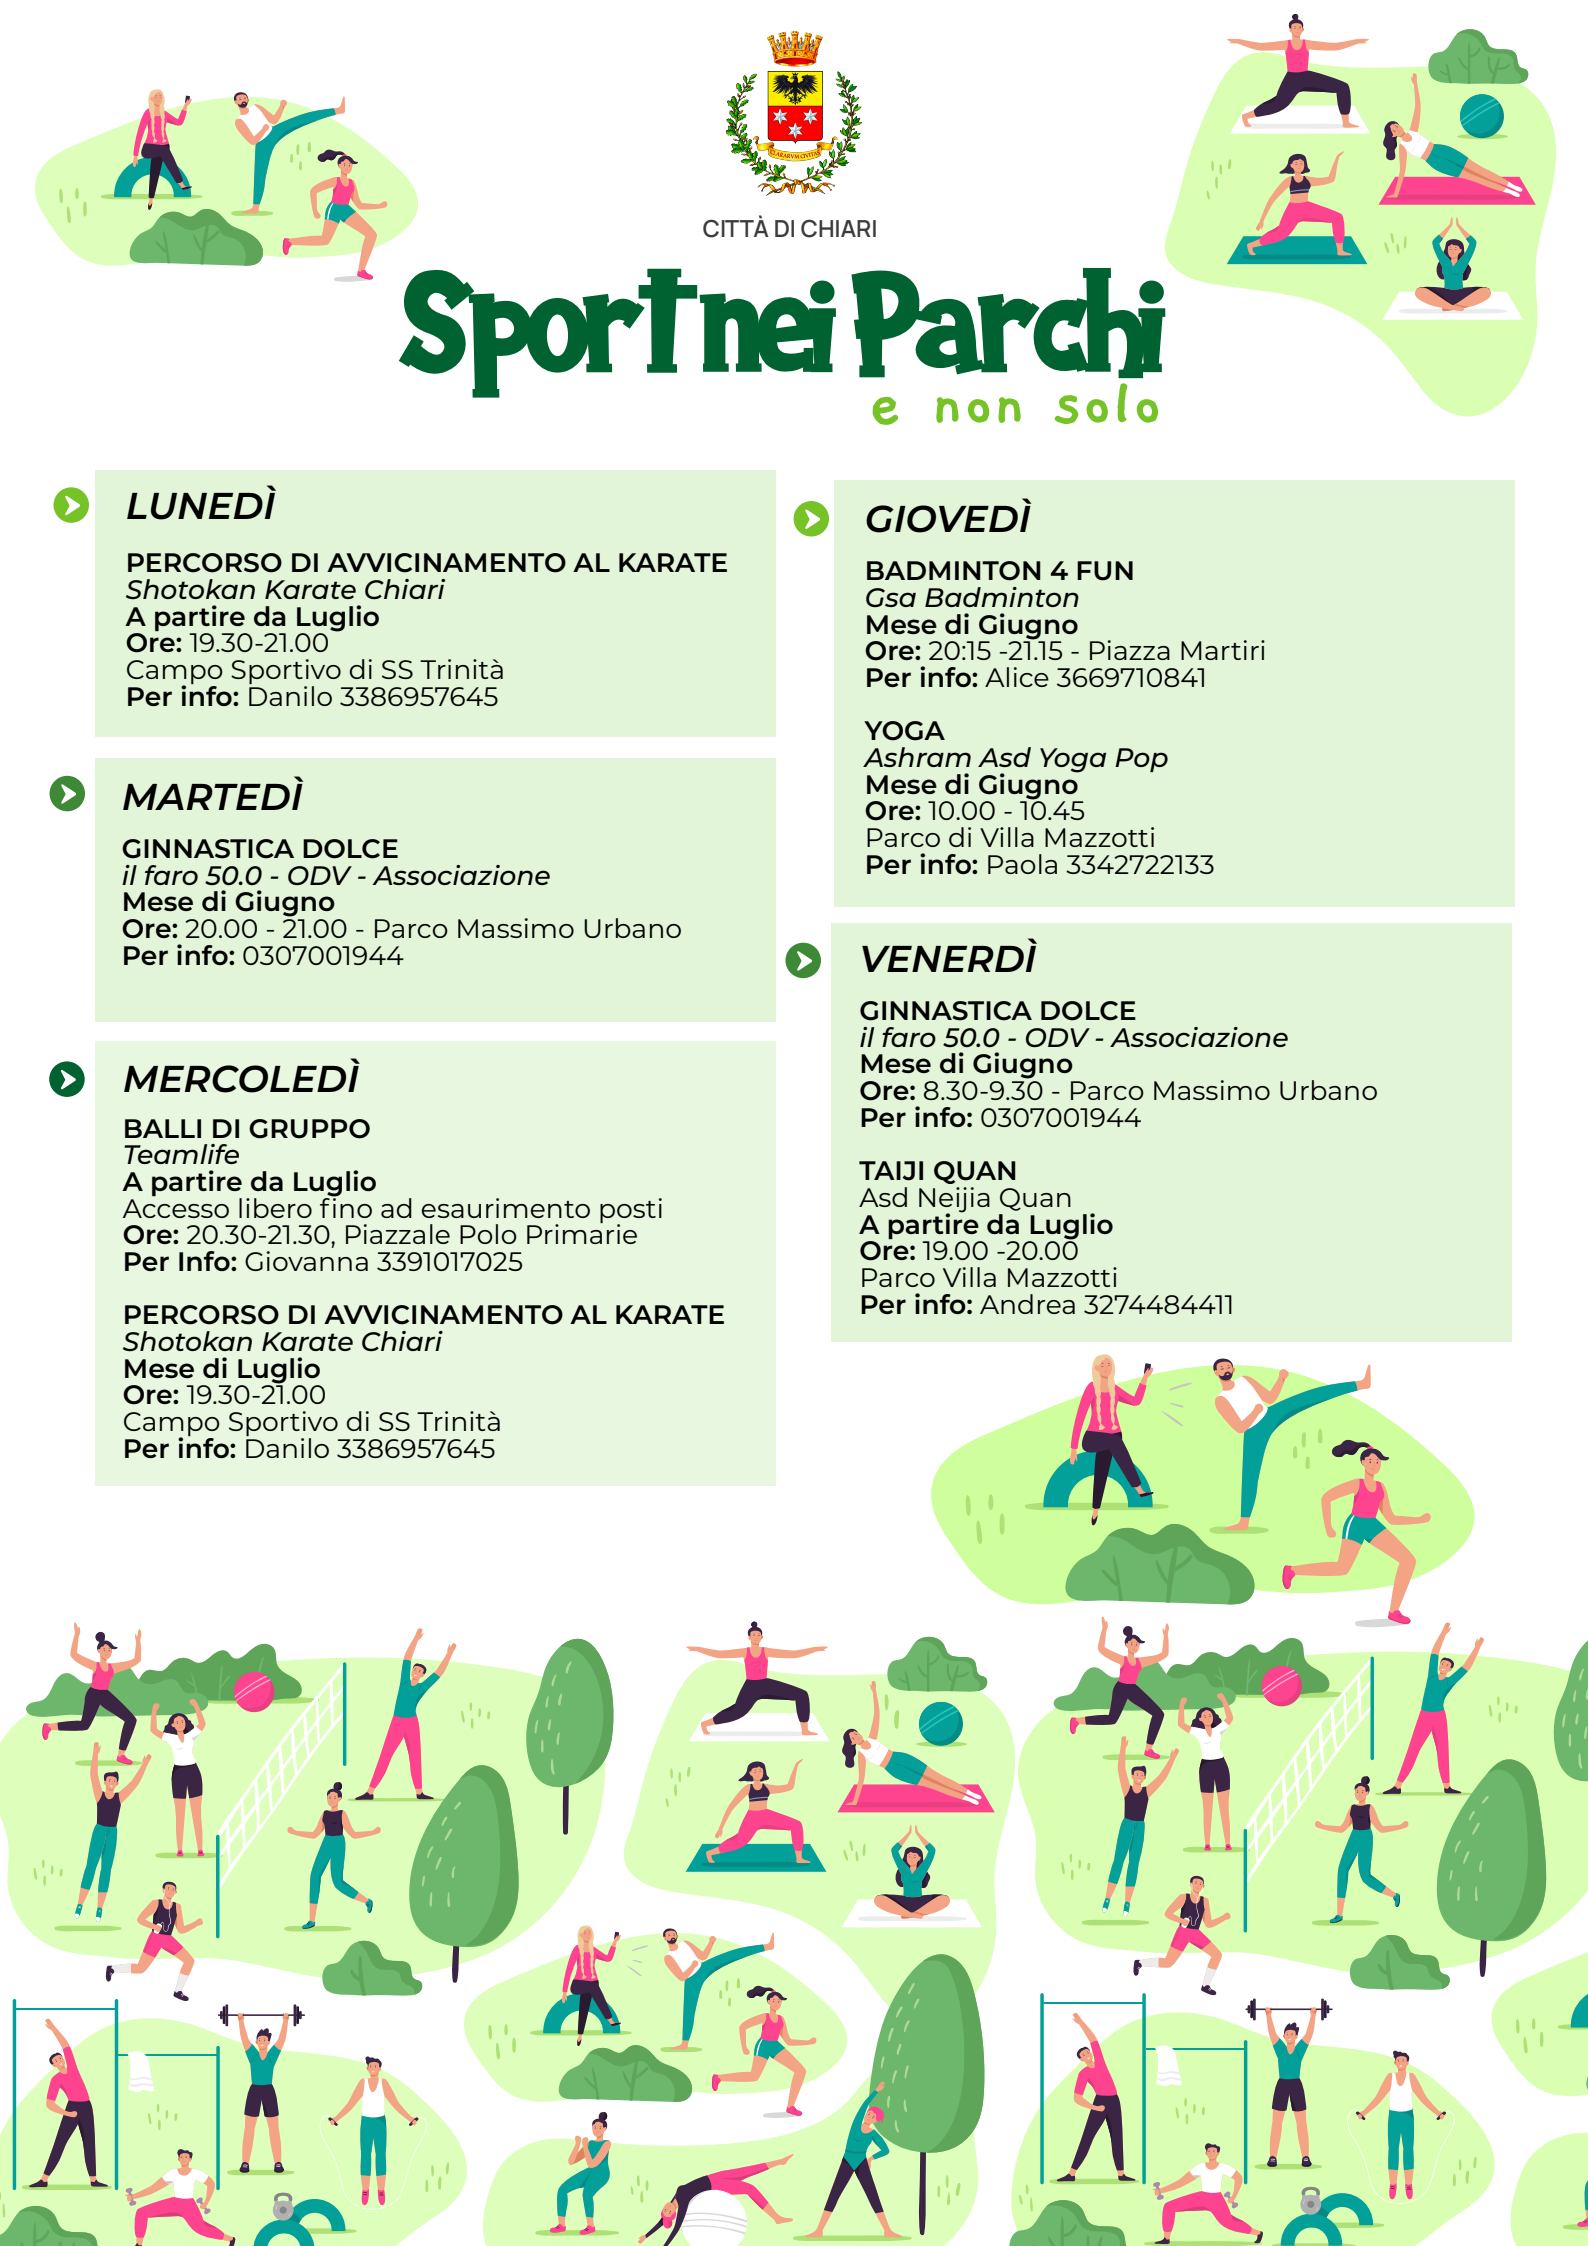 CLARARVM CIVITAS
CITTÀ DI CHIARI
Sport nei Parchi
e non solo
LUNEDÌ
PERCORSO DI AVVICINAMENTO AL KARATE
Shotokan Karate Chiari
A partire da Luglio
Ore: 19.30-21.00
Campo Sportivo di SS Trinità
Per info: Danilo 3386957645
MARTEDÌ
GINNASTICA DOLCE
il faro 50.0 - ODV - Associazione
Mese di Giugno
Ore: 20.00 - 21.00 - Parco Massimo Urbano
Per info: 0307001944
MERCOLEDÌ
BALLI DI GRUPPO
Teamlife
A partire da Luglio
Accesso libero fino ad esaurimento posti
Ore: 20.30-21.30, Piazzale Polo Primarie
Per Info: Giovanna 3391017025
PERCORSO DI AVVICINAMENTO AL KARATE
Shotokan Karate Chiari
Mese di Luglio
Ore: 19.30-21.00
Campo Sportivo di SS Trinità
Per info: Danilo 3386957645
GIOVEDÌ
BADMINTON 4 FUN
Gsa Badminton
Mese di Giugno
Ore: 20:15 -21.15 - Piazza Martiri
Per info: Alice 3669710841
YOGA
Ashram Asd Yoga Pop
Mese di Giugno
Ore: 10.00 - 10.45
Parco di Villa Mazzotti
Per info: Paola 3342722133
VENERDÌ
GINNASTICA DOLCE
il faro 50.0 - ODV - Associazione
Mese di Giugno
Ore: 8.30-9.30 - Parco Massimo Urbano
Per info: 0307001944
TAIJI QUAN
Asd Neijia Quan
A partire da Luglio
Ore: 19.00 -20.00
Parco Villa Mazzotti
Per info: Andrea 3274484411